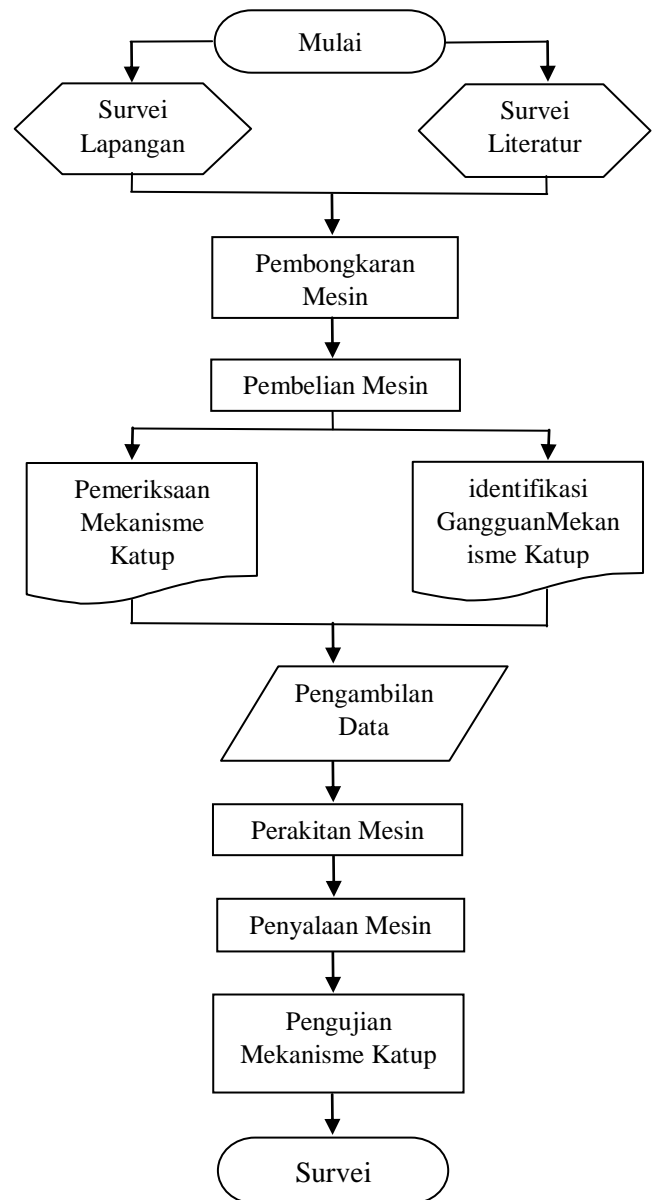 Mulai
Survei
Lapangan
Survei
Literatur
Pembongkaran
Mesin
Pembelian Mesin
Pemeriksaan
Mekanisme
Katup
identifikasi
GangguanMekan
isme Katup
Pengambilan
Data
Perakitan Mesin
Penyalaan Mesin
Pengujian
Mekanisme Katup
Survei